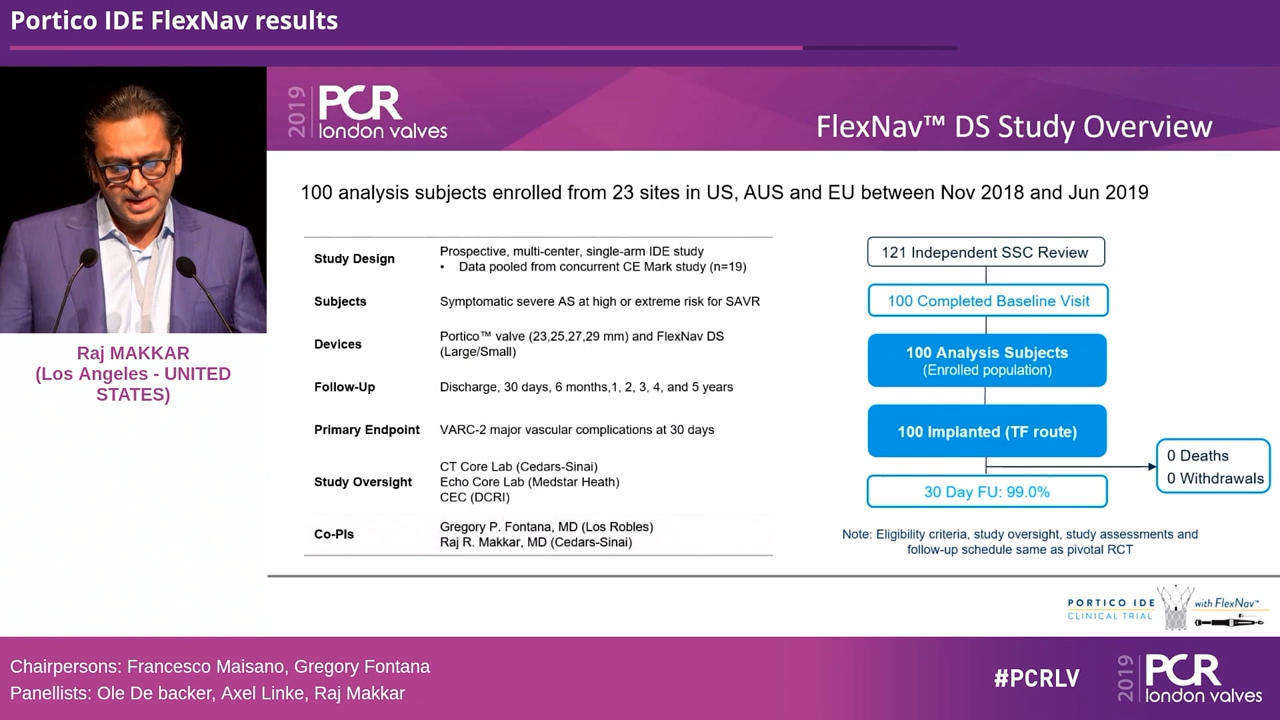 Portico IDE FlexNav results
2019
PCR
london valves
FlexNav™ DS Study Overview
100 analysis subjects enrolled from 23 sites in US, AUS and EU between Nov 2018 and Jun 2019
Study Design
Prospective, multi-center, single-arm IDE study
• Data pooled from concurrent CE Mark study (n=19)
Subjects
Symptomatic severe AS at high or extreme risk for SAVR
Devices
Portico™ valve (23,25,27,29 mm) and FlexNav DS
(Large/Small)
Follow-Up
Discharge, 30 days, 6 months,1, 2, 3, 4, and 5 years
Primary Endpoint
VARC-2 major vascular complications at 30 days
Study Oversight
CT Core Lab (Cedars-Sinai)
Echo Core Lab (Medstar Heath)
CEC (DCRI)
Co-PIs
Gregory P. Fontana, MD (Los Robles)
Raj R. Makkar, MD (Cedars-Sinai)
121 Independent SSC Review
100 Completed Baseline Visit
100 Analysis Subjects
(Enrolled population)
100 Implanted (TF route)
0 Deaths
0 Withdrawals
30 Day FU: 99.0%
Note: Eligibility criteria, study oversight, study assessments and
follow-up schedule same as pivotal RCT
Raj MAKKAR
(Los Angeles - UNITED
STATES)
PORTICO IDE
CLINICAL TRIAL
with FlexNav™
Chairpersons: Francesco Maisano, Gregory Fontana
Panellists: Ole De backer, Axel Linke, Raj Makkar
#PCRLV
2019
PCR
london valves